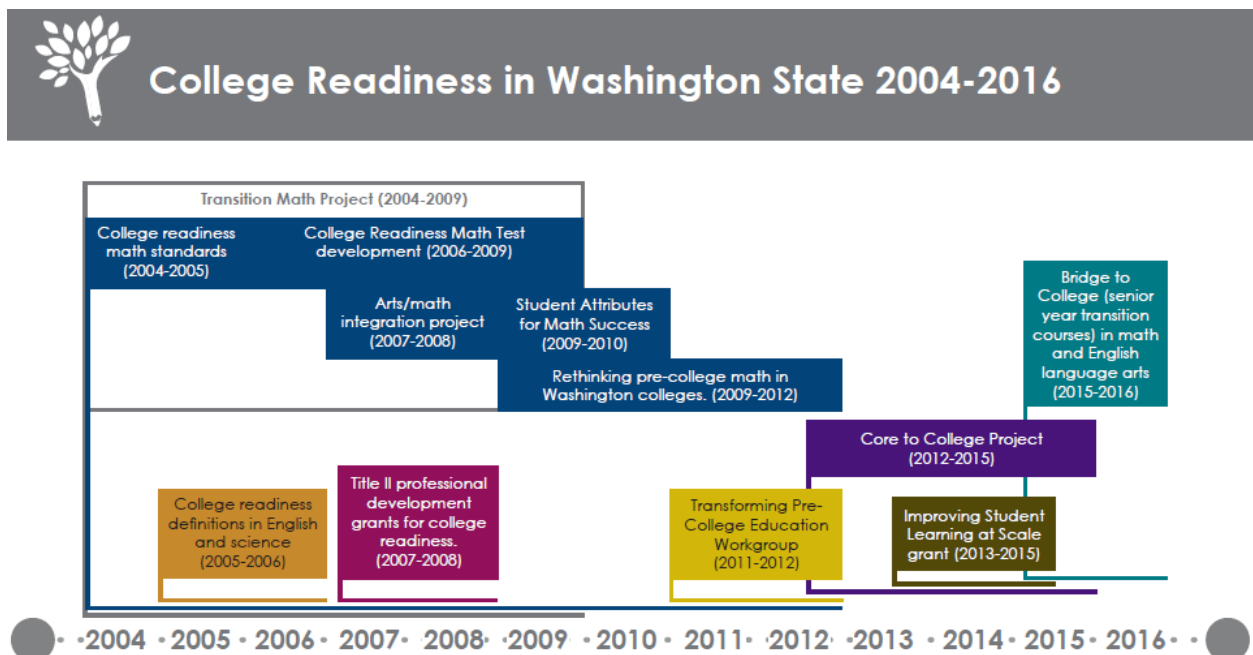 College Readiness in Washington State 2004-2016
Transition Math Project (2004-2009)
College readiness
math standards
(2004-2005)
College Readiness Math Test
development (2006-2009)
Arts/math
integration project
(2007-2008)
Student Attributes
for Math Success
(2009-2010)
Rethinking pre-college math in
Washington colleges. (2009-2012)
Bridge to
College (senior
year transition
courses) in math
and English
language arts
(2015-2016)
Core to College Project
(2012-2015)
College readiness
definitions in English
and science
(2005-2006)
Title II professional
development
grants for college
readiness.
(2007-2008)
Transforming Pre-
College Education
Workgroup
(2011-2012)
Improving Student
Learning at Scale
grant (2013-2015)
2004 2005 2006 2007 2008 2009 2010 2011 2012 2013 2014 2015 2016